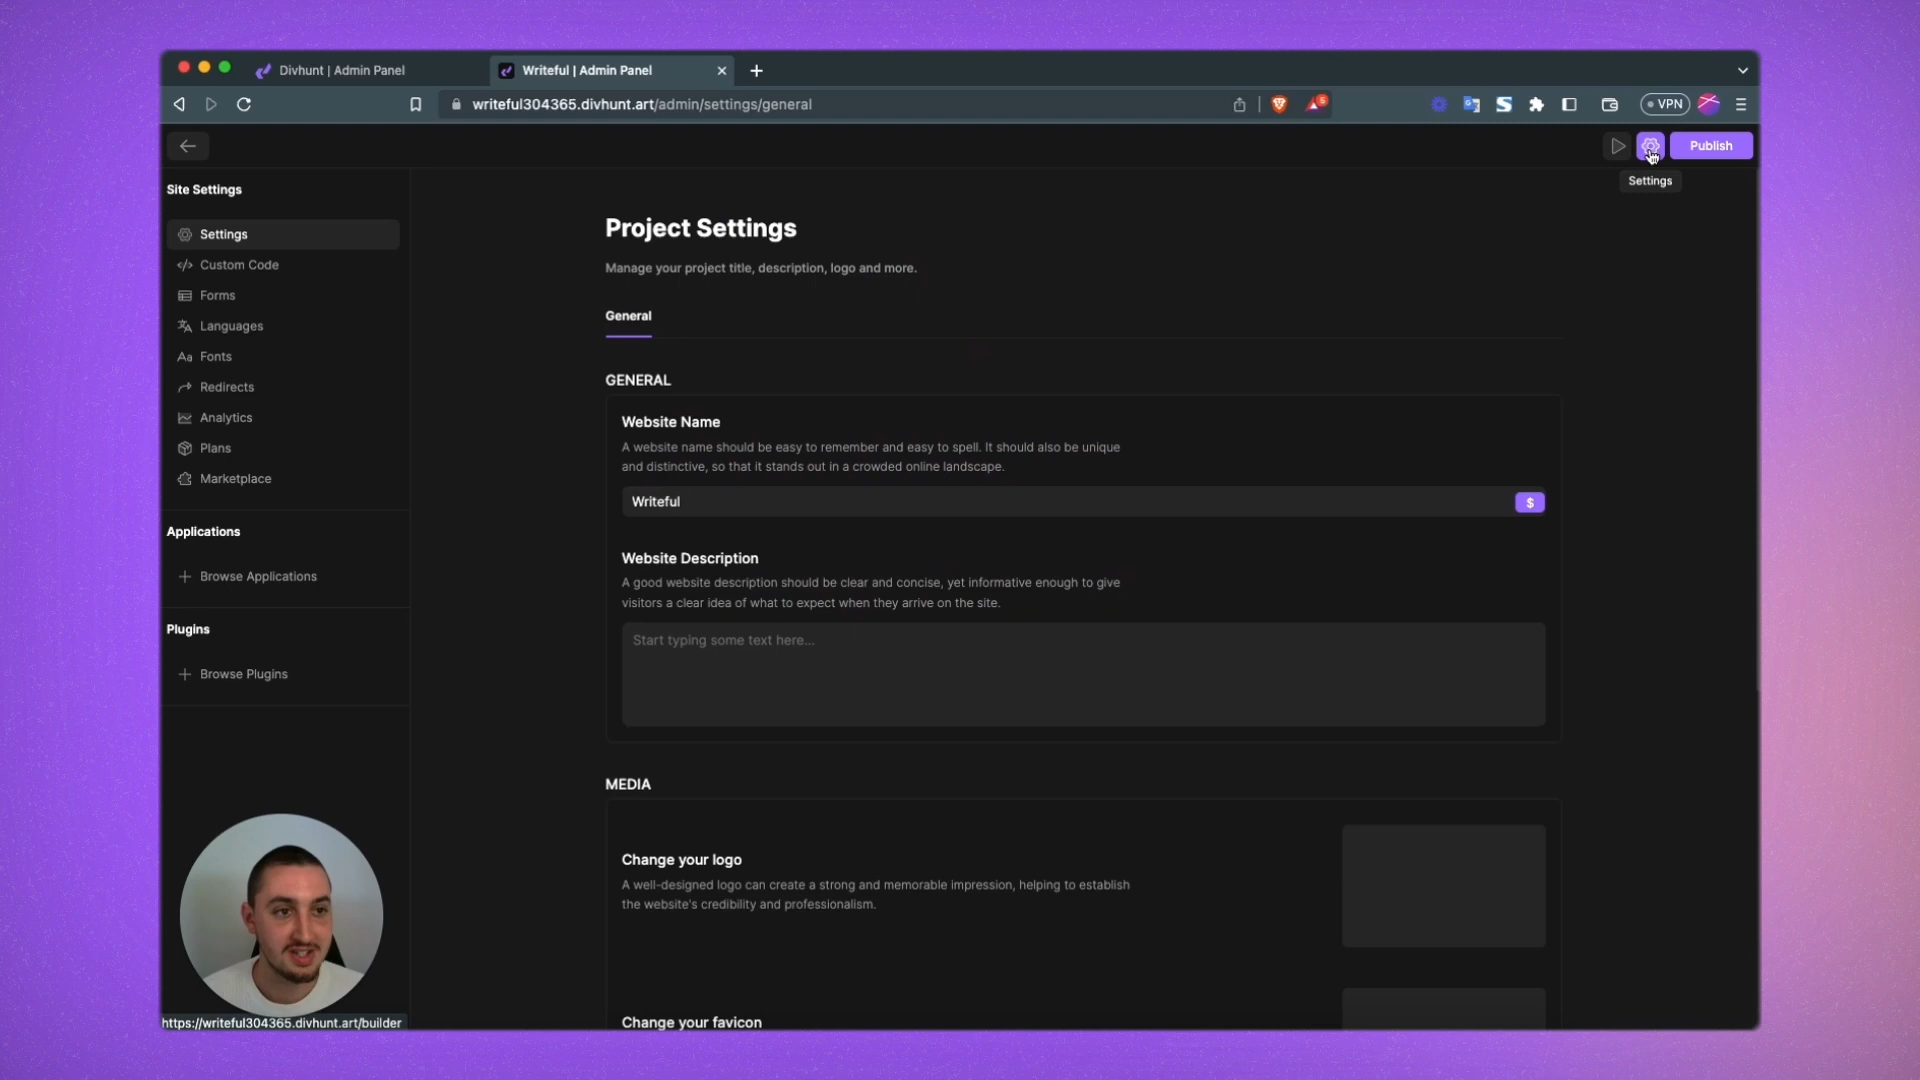 Divhunt | Admin Panel
Writeful | Admin Panel
writeful304365.divhunt.art/admin/settings/general
5
VPN
Publish
Settings
Site Settings
Settings
Custom Code
Forms
Languages
Aa Fonts
Redirects
Analytics
Plans
Marketplace
Applications
Browse Applications
Plugins
Browse Plugins
https://writeful304365.divhunt.art/builder
Project Settings
Manage your project title, description, logo and more.
General
GENERAL
Website Name
A website name should be easy to remember and easy to spell. It should also be unique
and distinctive, so that it stands out in a crowded online landscape.
Writeful
$
Website Description
A good website description should be clear and concise, yet informative enough to give
visitors a clear idea of what to expect when they arrive on the site.
Start typing some text here...
MEDIA
Change your logo
A well-designed logo can create a strong and memorable impression, helping to establish
the website's credibility and professionalism.
Change your favicon